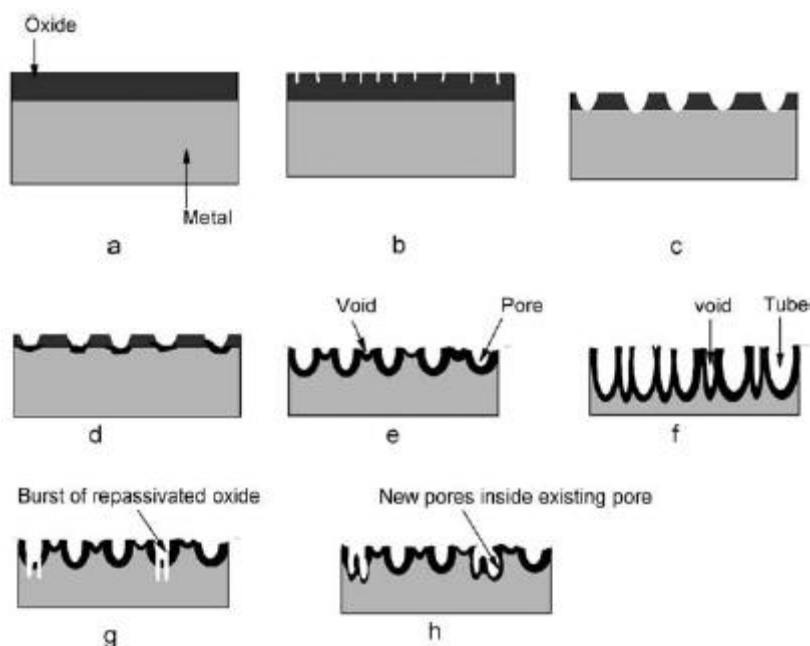 Oxide
Metal
a
b
c
Void
Pore
void
Tube
d
e
f
Burst of repassivated oxide
New pores inside existing pore
g
h